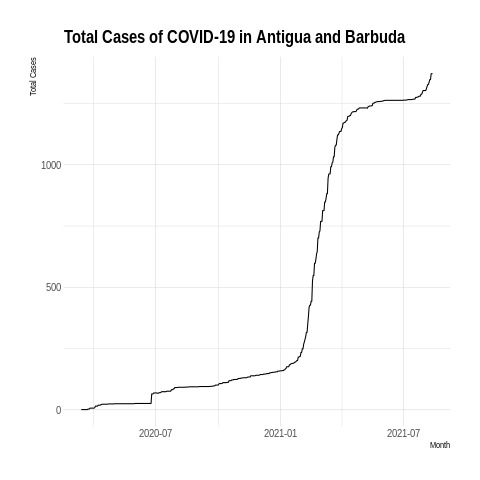 Total Cases of COVID-19 in Antigua and Barbuda
Total Cases
1000
500
0
2020-07 2021-01 2021-07
Month